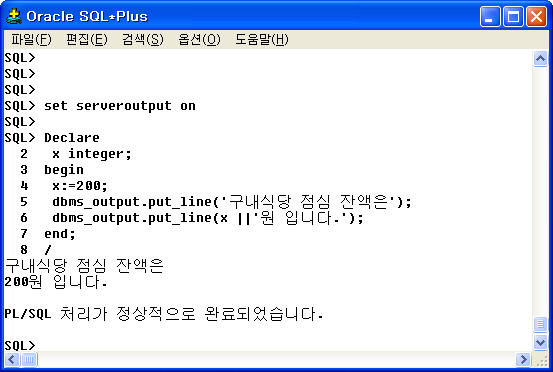 Oracle SQL*Plus
파일(F) 편집(E) 검색(S) 옵션(O) 도움말(H)
SQL>
SQL>
SQL>
SQL> set serveroutput on
SQL>
SQL> Declare
2 x integer;
3 begin
4 x:=200;
5 dbms_output.put_line('구내식당 점심 잔액은');
6 dbms_output.put_line(x ||'원 입니다.');
7 end;
8 /
구내식당 점심 잔액은
200원 입니다.
PL/SQL 처리가 정상적으로 완료되었습니다.
SQL>